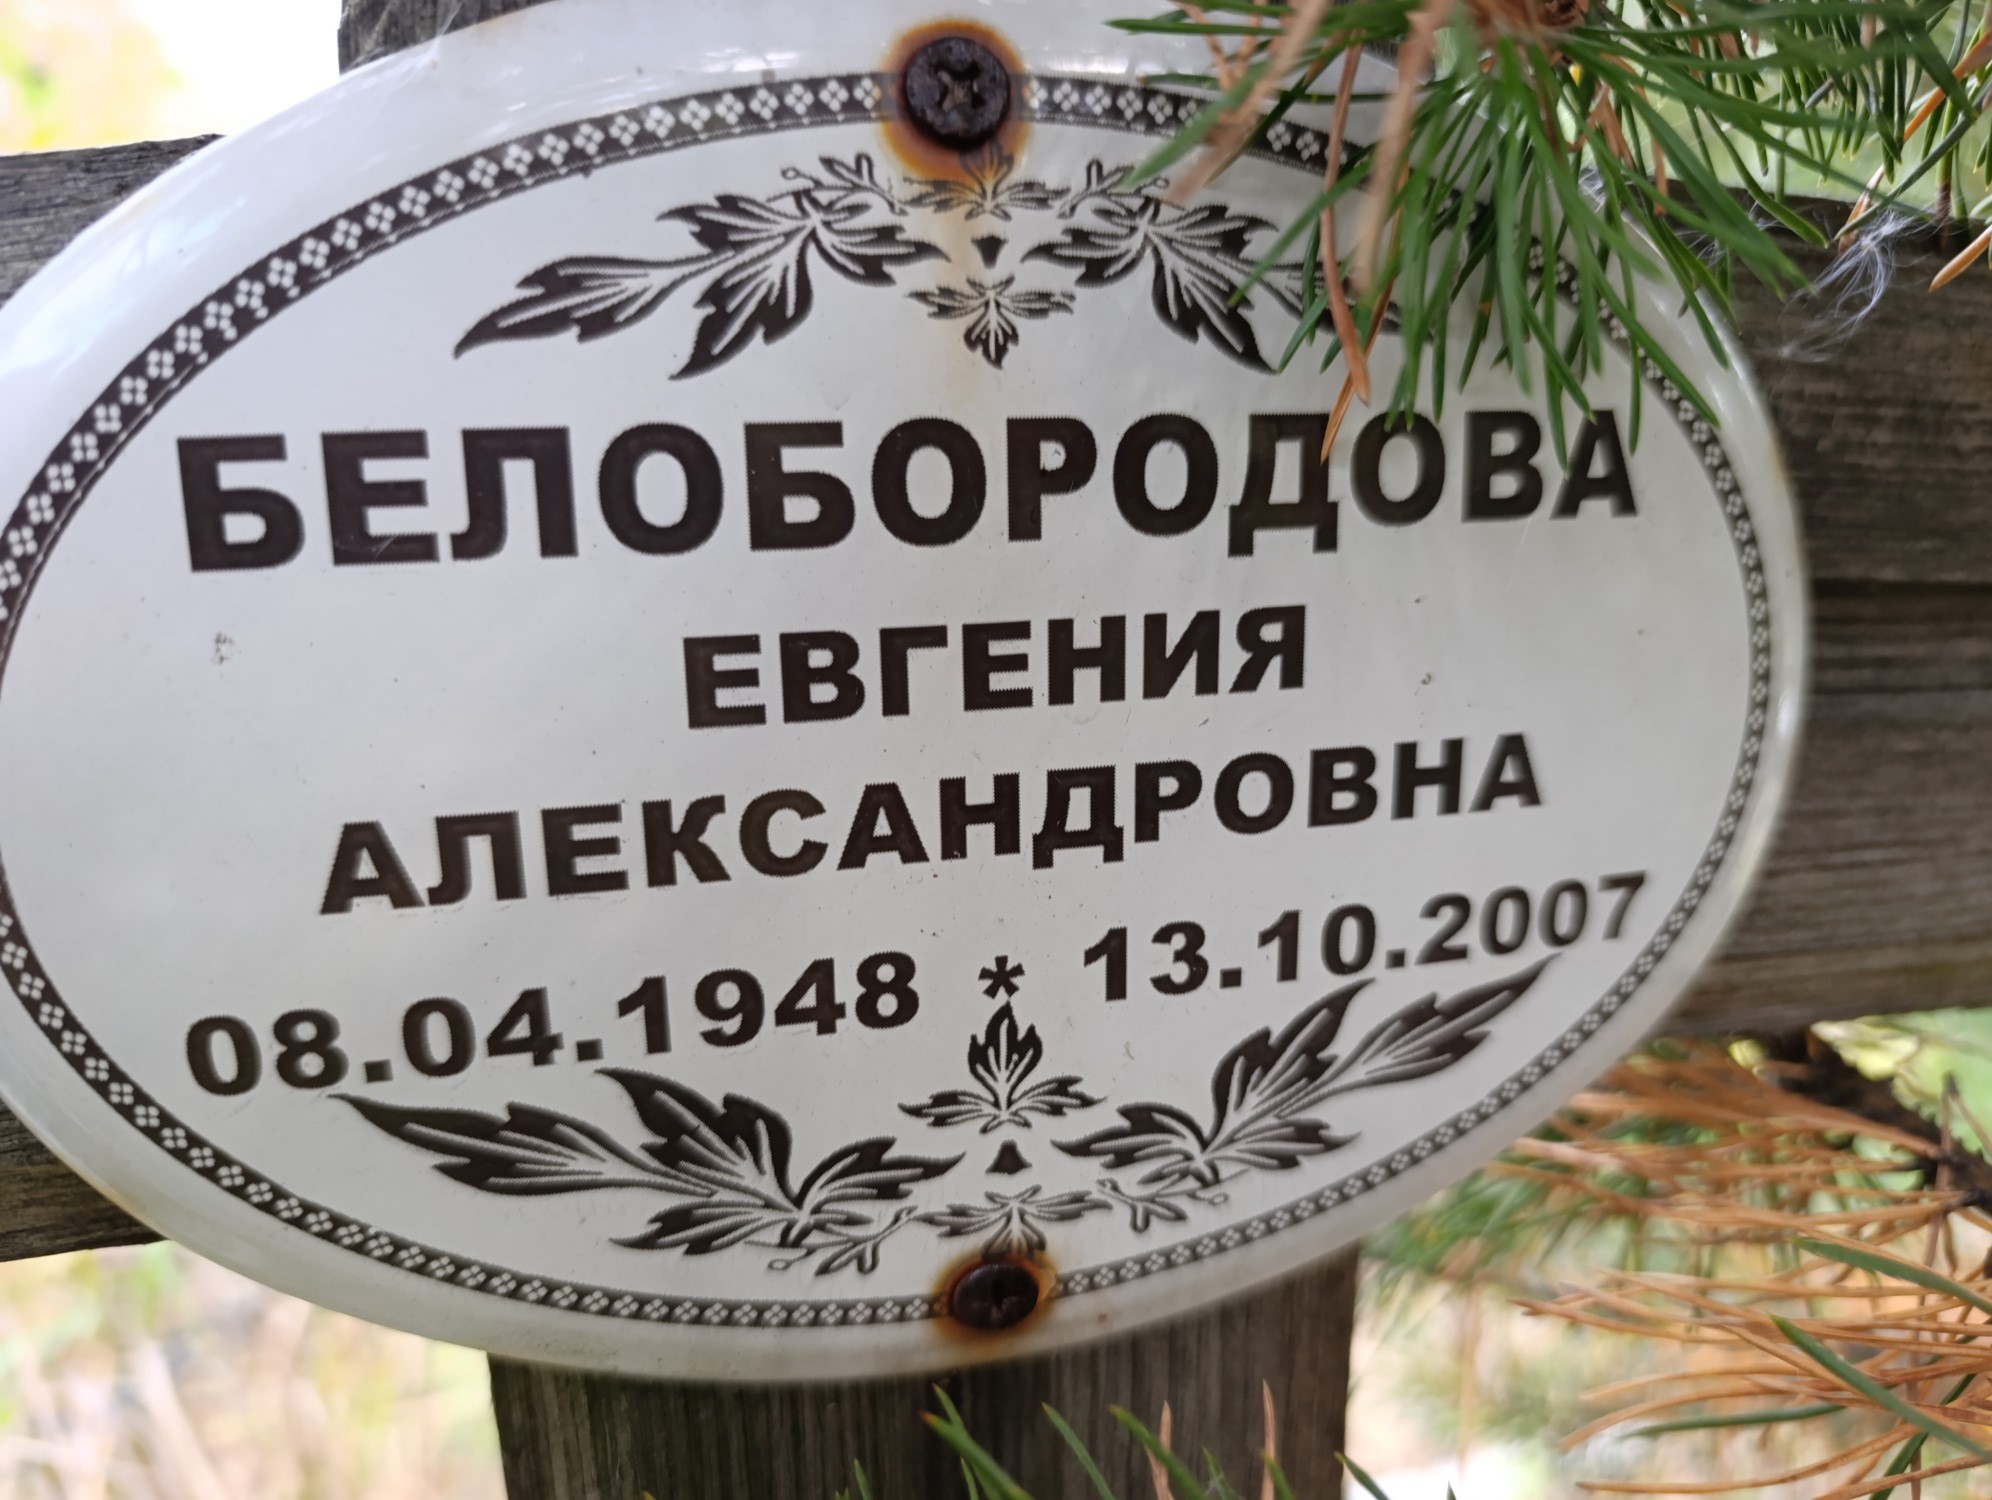 БЕЛОБОРОДОВА
ЕВГЕНИЯ
АЛЕКСАНДРОВНА
08.04.1948 * 13.10.2007